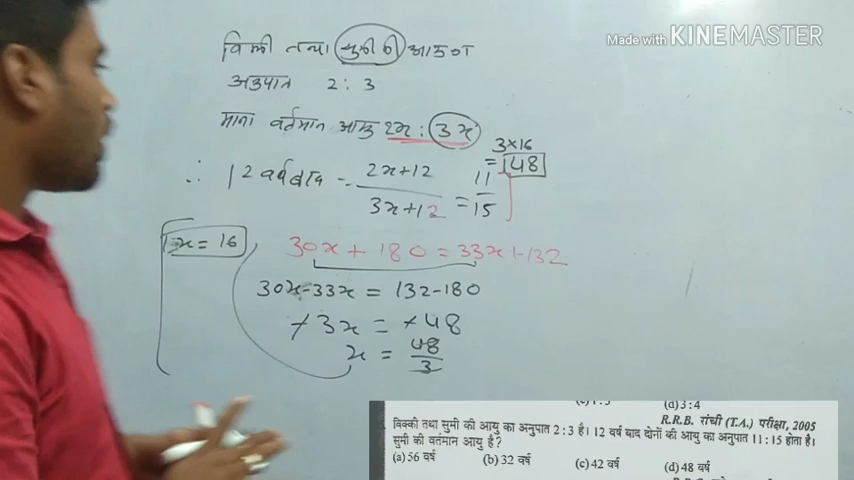 Made with KINEMASTER
विक्की तथा सुमी की आयु का
अनुपात 2 : 3
माना वर्तमान आयु 2x : 3x
3×16
= 48
∴ 12 वर्ष बाद - 2x+12 / 3x+12 = 11 / 15
x = 16
30x + 180 = 33x + 132
30x - 33x = 132 - 180
-3x = -48
x = 48 / 3
(d) 3 : 4
R.R.B. रांची (T.A.) परीक्षा, 2005
विक्की तथा सुमी की आयु का अनुपात 2 : 3 है। 12 वर्ष बाद दोनों की आयु का अनुपात 11 : 15 होता है।
सुमी की वर्तमान आयु है?
(a) 56 वर्ष (b) 32 वर्ष (c) 42 वर्ष (d) 48 वर्ष